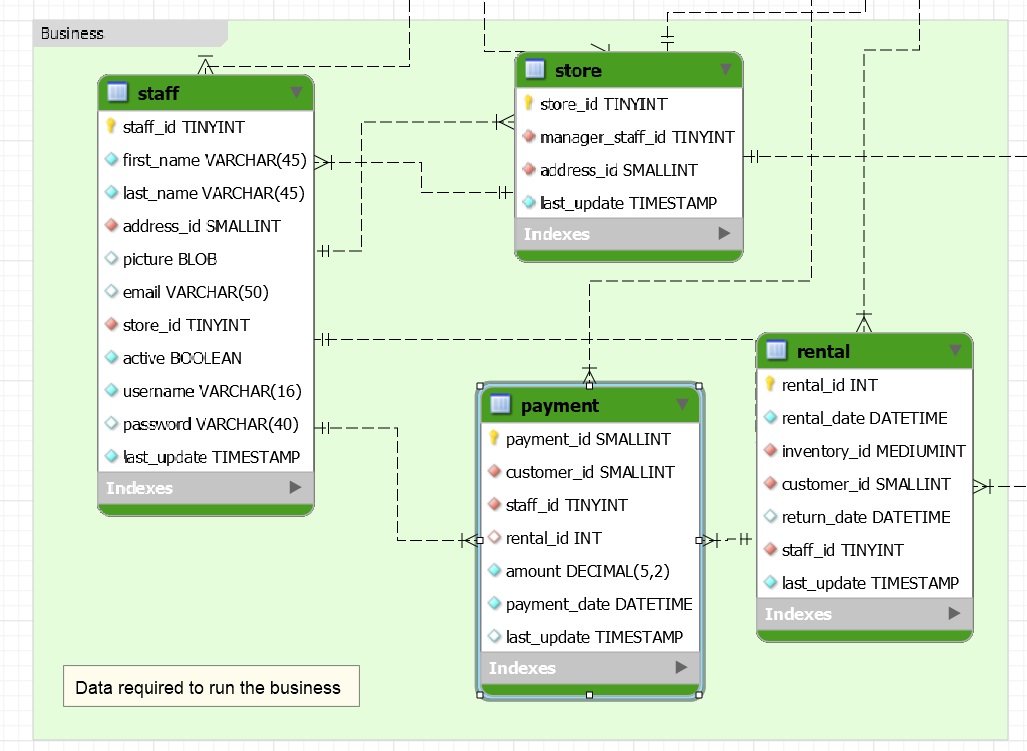 Business
staff
staff_id TINYINT
first_name VARCHAR(45)
last_name VARCHAR(45)
address_id SMALLINT
picture BLOB
email VARCHAR(50)
store_id TINYINT
active BOOLEAN
username VARCHAR(16)
password VARCHAR(40)
last_update TIMESTAMP
Indexes
store
store_id TINYINT
manager_staff_id TINYINT
address_id SMALLINT
last_update TIMESTAMP
Indexes
payment
payment_id SMALLINT
customer_id SMALLINT
staff_id TINYINT
rental_id INT
amount DECIMAL(5,2)
payment_date DATETIME
last_update TIMESTAMP
Indexes
rental
rental_id INT
rental_date DATETIME
inventory_id MEDIUMINT
customer_id SMALLINT
return_date DATETIME
staff_id TINYINT
last_update TIMESTAMP
Indexes
Data required to run the business